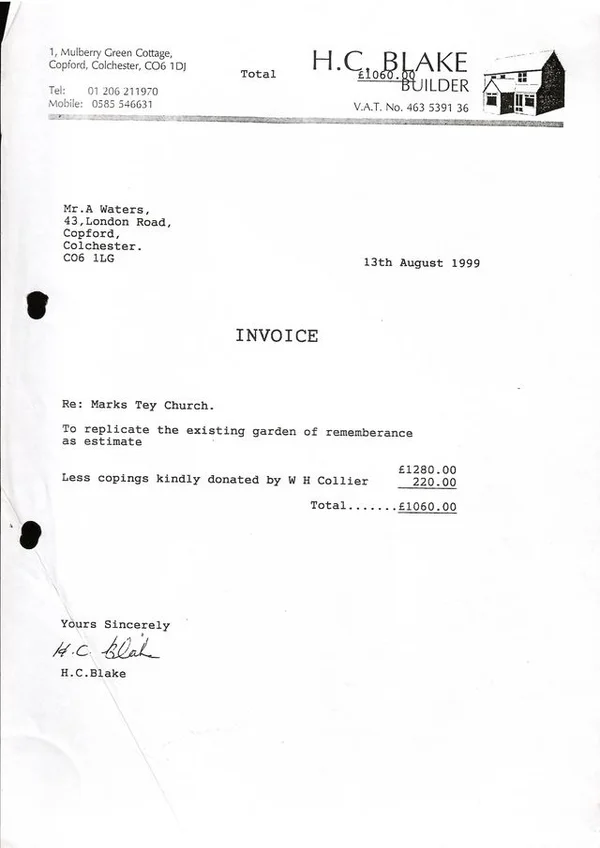 1, Mulberry Green Cottage,
Copford, Colchester, CO6 1DJ
Tel: 01 206 211970
Mobile: 0585 546631
Total £1060.00
H.C. BLAKE
BUILDER
V.A.T. No. 463 5391 36
Mr.A Waters,
43,London Road,
Copford,
Colchester.
CO6 1LG
13th August 1999
INVOICE
Re: Marks Tey Church.
To replicate the existing garden of rememberance
as estimate
£1280.00
Less copings kindly donated by W H Collier 220.00
Total.......£1060.00
Yours Sincerely
H.C. Blake
H.C.Blake